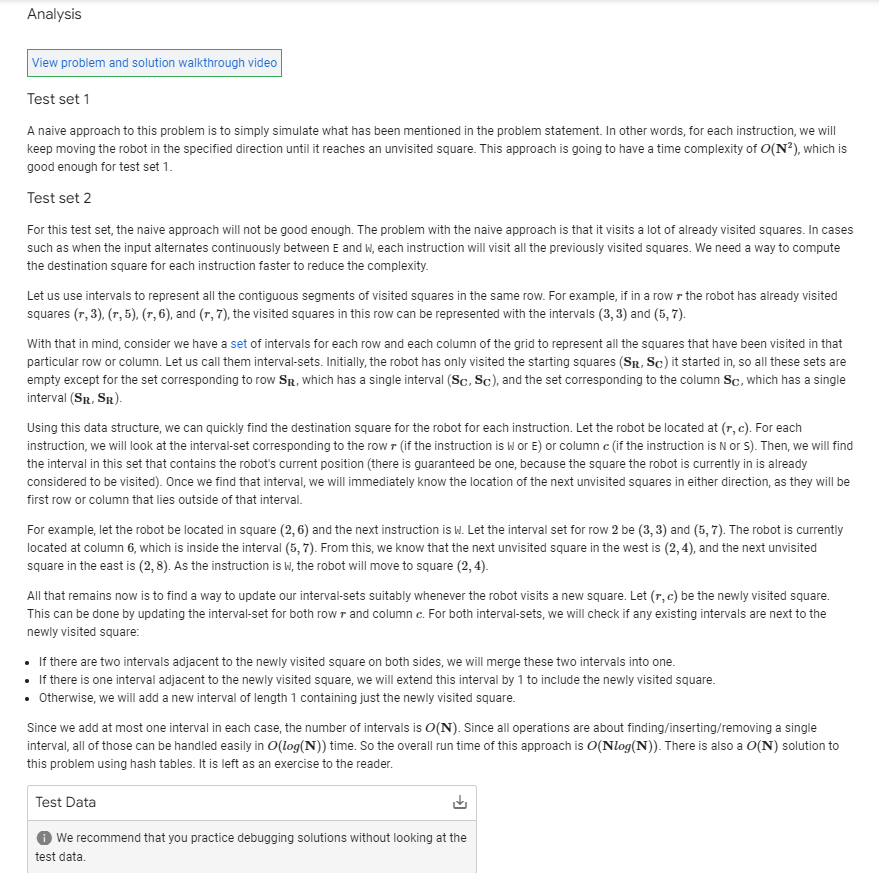 Analysis
View problem and solution walkthrough video
Test set 1
A naive approach to this problem is to simply simulate what has been mentioned in the problem statement. In other words, for each instruction, we will
keep moving the robot in the specified direction until it reaches an unvisited square. This approach is going to have a time complexity of O(N²), which is
good enough for test set 1.
Test set 2
For this test set, the naive approach will not be good enough. The problem with the naive approach is that it visits a lot of already visited squares. In cases
such as when the input alternates continuously between E and W, each instruction will visit all the previously visited squares. We need a way to compute
the destination square for each instruction faster to reduce the complexity.
Let us use intervals to represent all the contiguous segments of visited squares in the same row. For example, if in a row r the robot has already visited
squares (r, 3), (r, 5), (r, 6), and (r, 7), the visited squares in this row can be represented with the intervals (3, 3) and (5, 7).
With that in mind, consider we have a set of intervals for each row and each column of the grid to represent all the squares that have been visited in that
particular row or column. Let us call them interval-sets. Initially, the robot has only visited the starting squares (S_R, S_C) it started in, so all these sets are
empty except for the set corresponding to row S_R, which has a single interval (S_C, S_C), and the set corresponding to the column S_C, which has a single
interval (S_R, S_R).
Using this data structure, we can quickly find the destination square for the robot for each instruction. Let the robot be located at (r, c). For each
instruction, we will look at the interval-set corresponding to the row r (if the instruction is W or E) or column c (if the instruction is N or S). Then, we will find
the interval in this set that contains the robot's current position (there is guaranteed be one, because the square the robot is currently in is already
considered to be visited). Once we find that interval, we will immediately know the location of the next unvisited squares in either direction, as they will be
first row or column that lies outside of that interval.
For example, let the robot be located in square (2, 6) and the next instruction is W. Let the interval set for row 2 be (3, 3) and (5, 7). The robot is currently
located at column 6, which is inside the interval (5, 7). From this, we know that the next unvisited square in the west is (2, 4), and the next unvisited
square in the east is (2, 8). As the instruction is W, the robot will move to square (2, 4).
All that remains now is to find a way to update our interval-sets suitably whenever the robot visits a new square. Let (r, c) be the newly visited square.
This can be done by updating the interval-set for both row r and column c. For both interval-sets, we will check if any existing intervals are next to the
newly visited square:
• If there are two intervals adjacent to the newly visited square on both sides, we will merge these two intervals into one.
• If there is one interval adjacent to the newly visited square, we will extend this interval by 1 to include the newly visited square.
• Otherwise, we will add a new interval of length 1 containing just the newly visited square.
Since we add at most one interval in each case, the number of intervals is O(N). Since all operations are about finding/inserting/removing a single
interval, all of those can be handled easily in O(log(N)) time. So the overall run time of this approach is O(Nlog(N)). There is also a O(N) solution to
this problem using hash tables. It is left as an exercise to the reader.
Test Data
We recommend that you practice debugging solutions without looking at the
test data.